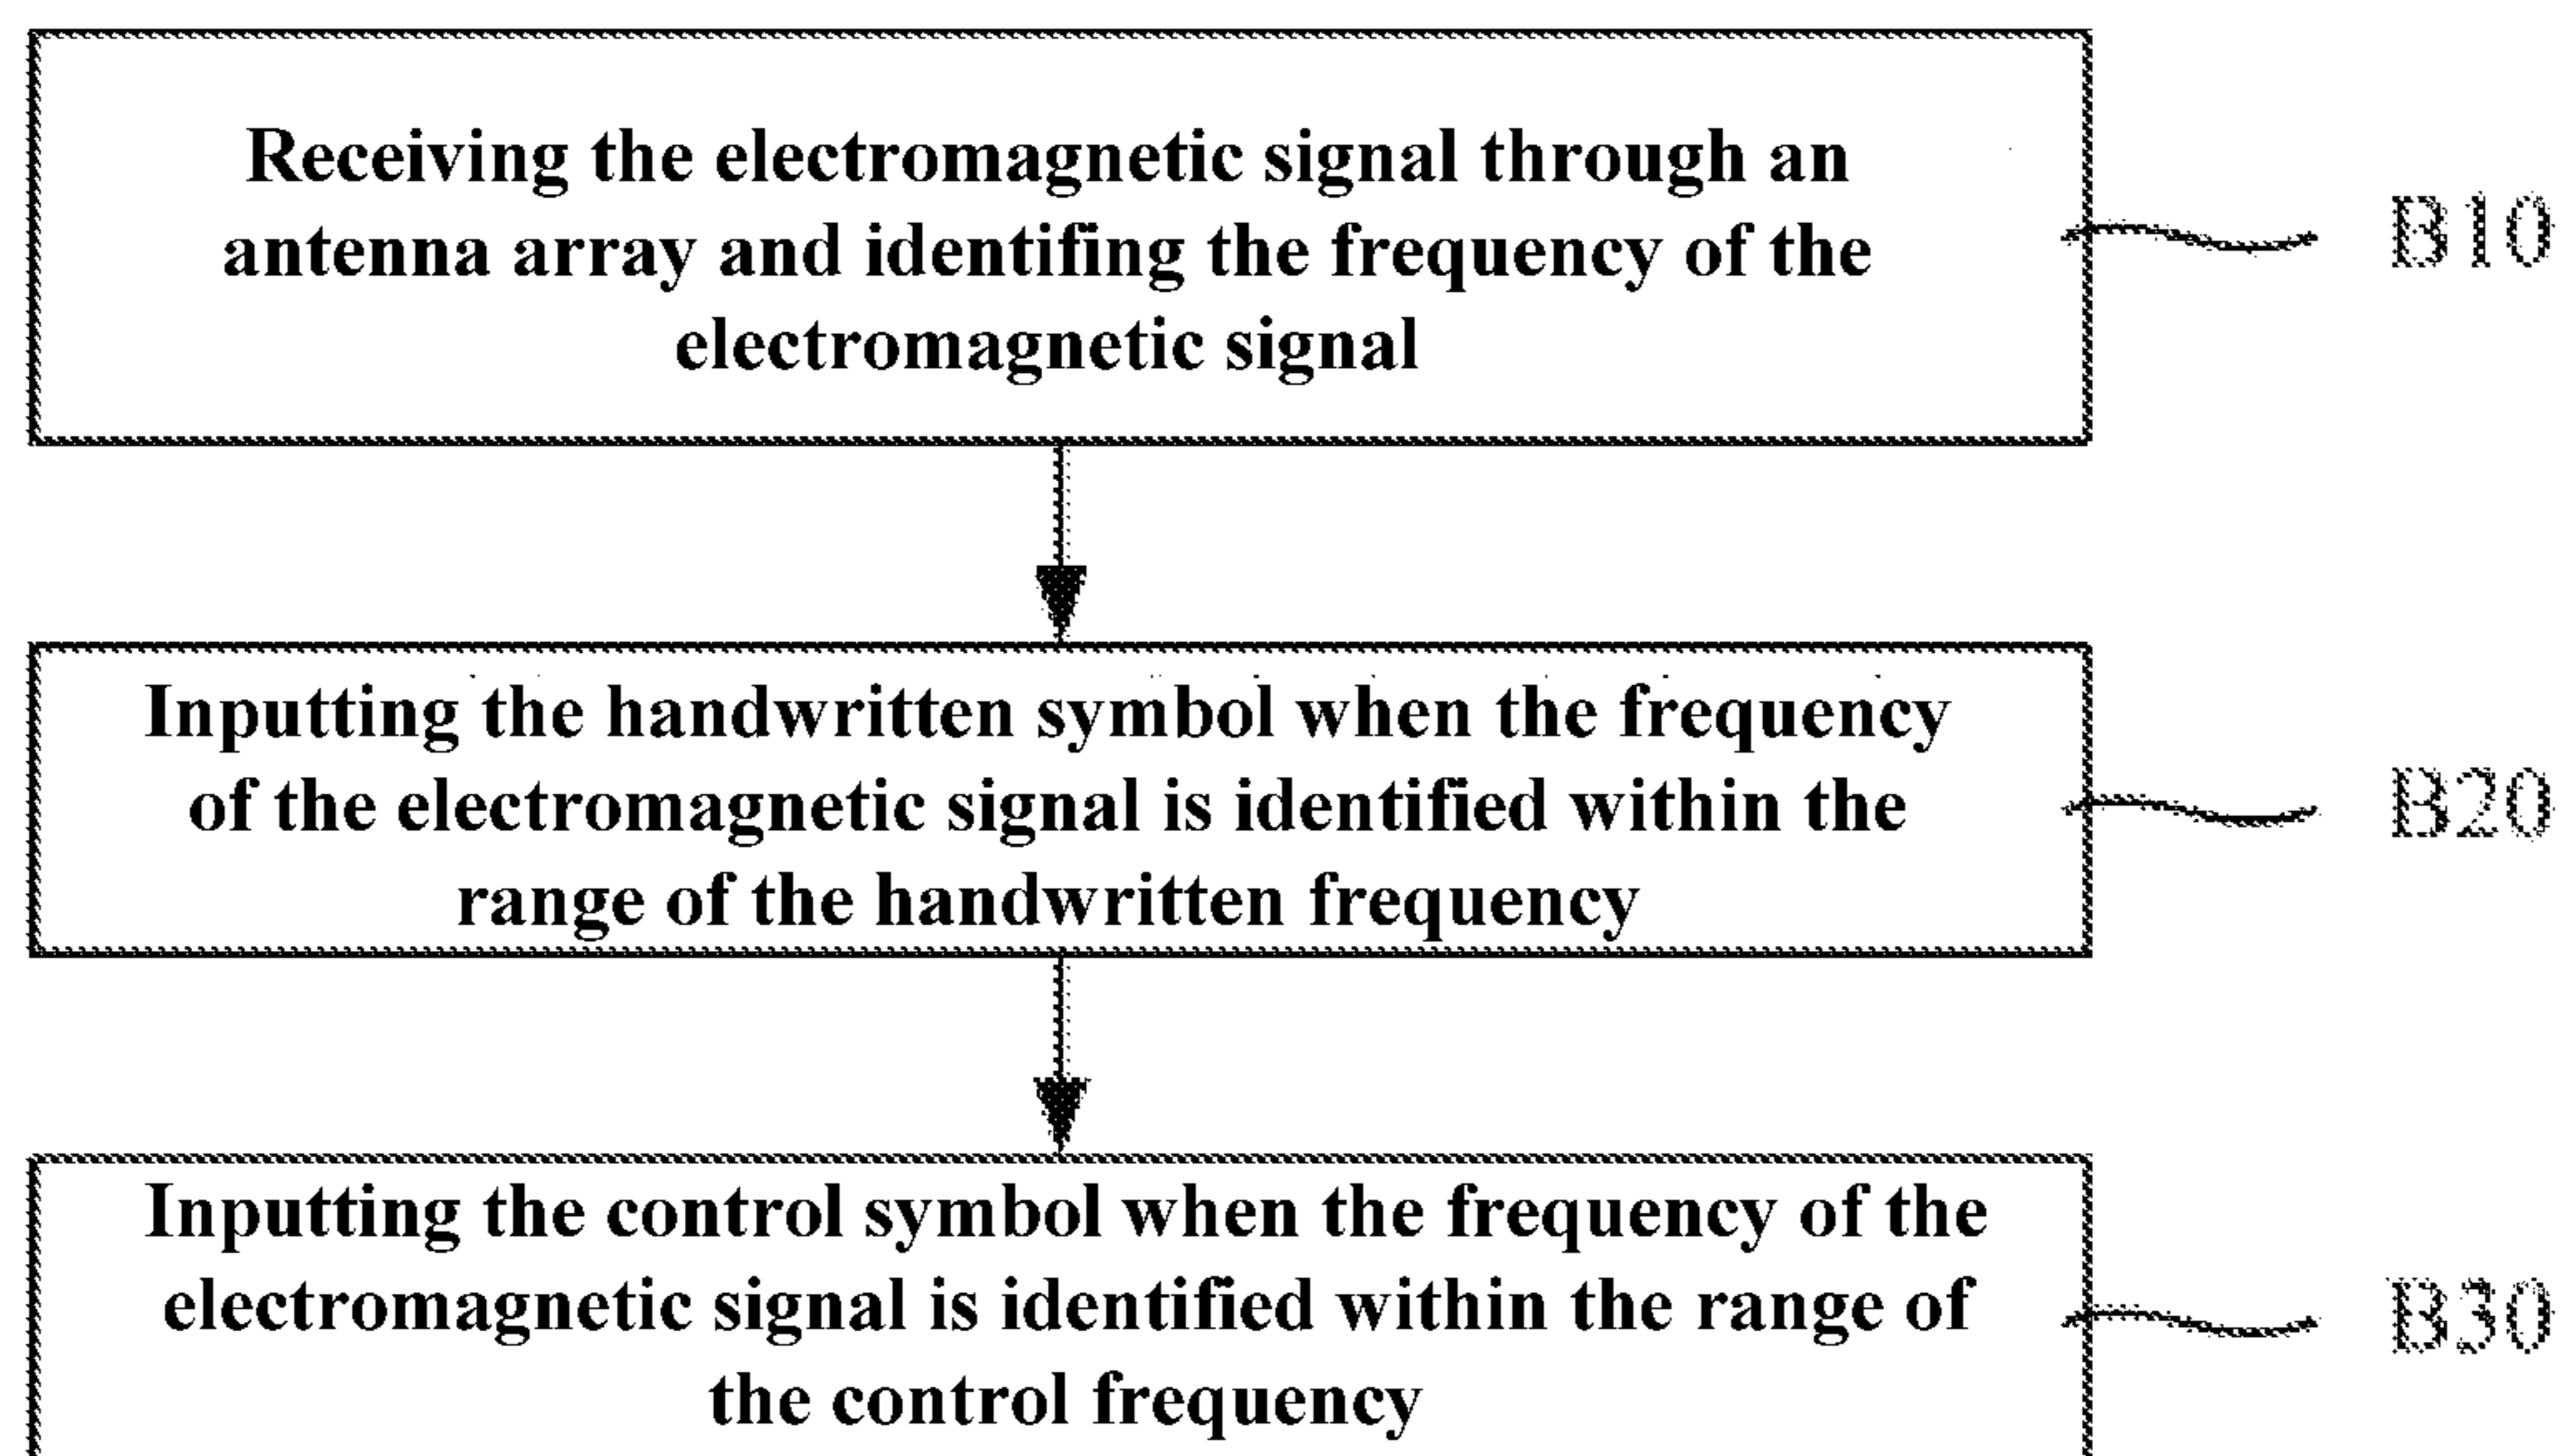 Receiving the electromagnetic signal through an
antenna array and identifing the frequency of the
electromagnetic signal
B10
Inputting the handwritten symbol when the frequency
of the electromagnetic signal is identified within the
range of the handwritten frequency
B20
Inputting the control symbol when the frequency of the
electromagnetic signal is identified within the range of
the control frequency
B30